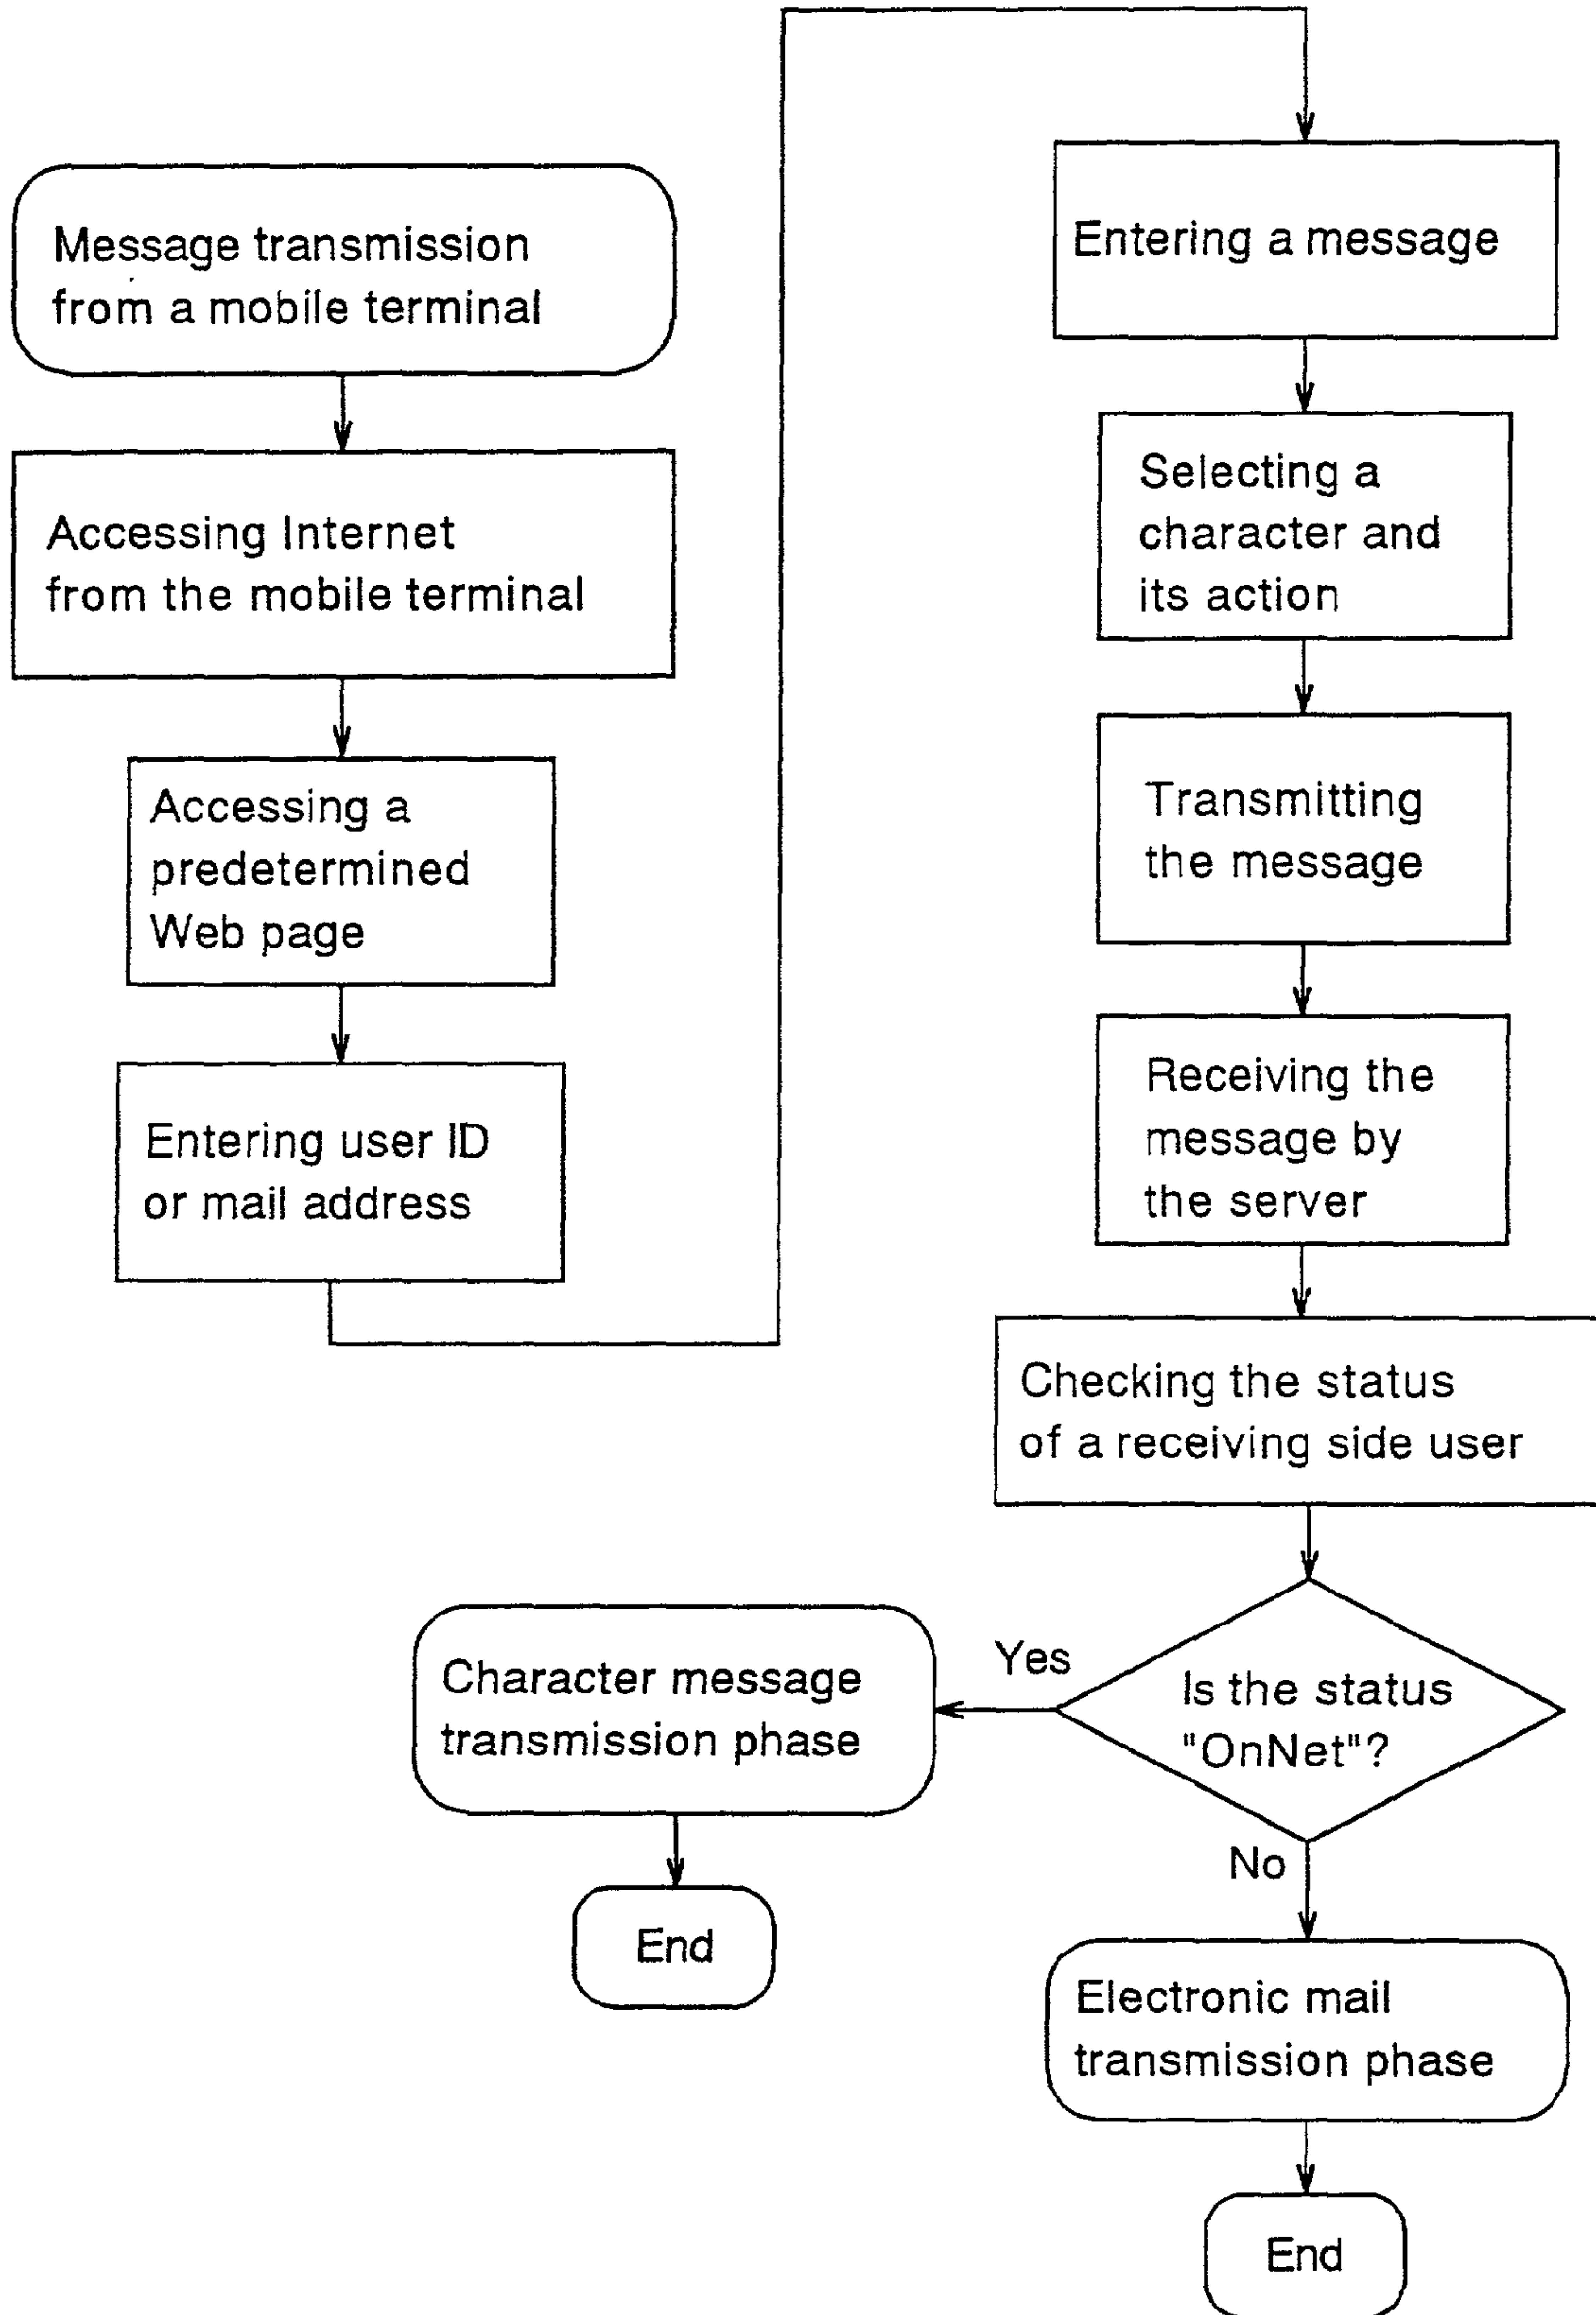 Message transmission
from a mobile terminal
Accessing Internet
from the mobile terminal
Accessing a
predetermined
Web page
Entering user ID
or mail address
Entering a message
Selecting a
character and
its action
Transmitting
the message
Receiving the
message by
the server
Checking the status
of a receiving side user
Is the status
"OnNet"?
Yes
Character message
transmission phase
End
No
Electronic mail
transmission phase
End